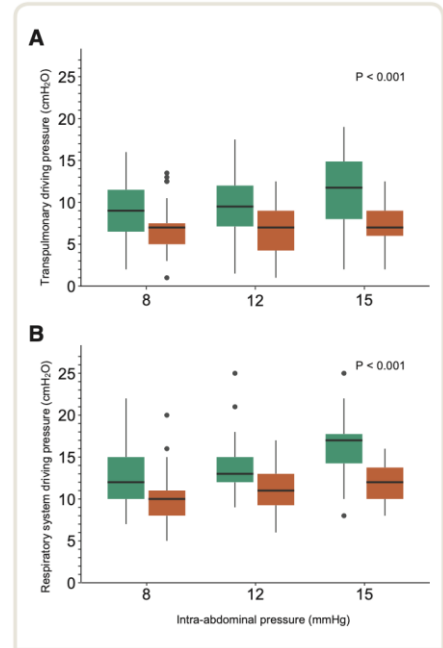 A
Transpulmonary driving pressure (cmH₂O)
25
20
15
10
5
0
P < 0.001
8 12 15
B
Respiratory system driving pressure (cmH₂O)
25
20
15
10
5
0
P < 0.001
8 12 15
Intra-abdominal pressure (mmHg)